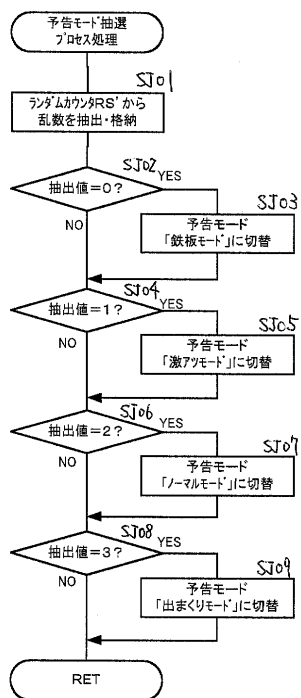 予告モード抽選
プロセス処理
SJ01
ランダムカウンタRS'から
乱数を抽出・格納
SJ02
抽出値=0?
YES
NO
SJ03
予告モード
「鉄板モード」に切替
SJ04
抽出値=1?
YES
NO
SJ05
予告モード
「激アツモード」に切替
SJ06
抽出値=2?
YES
NO
SJ07
予告モード
「ノーマルモード」に切替
SJ08
抽出値=3?
YES
NO
SJ09
予告モード
「出まくりモード」に切替
RET